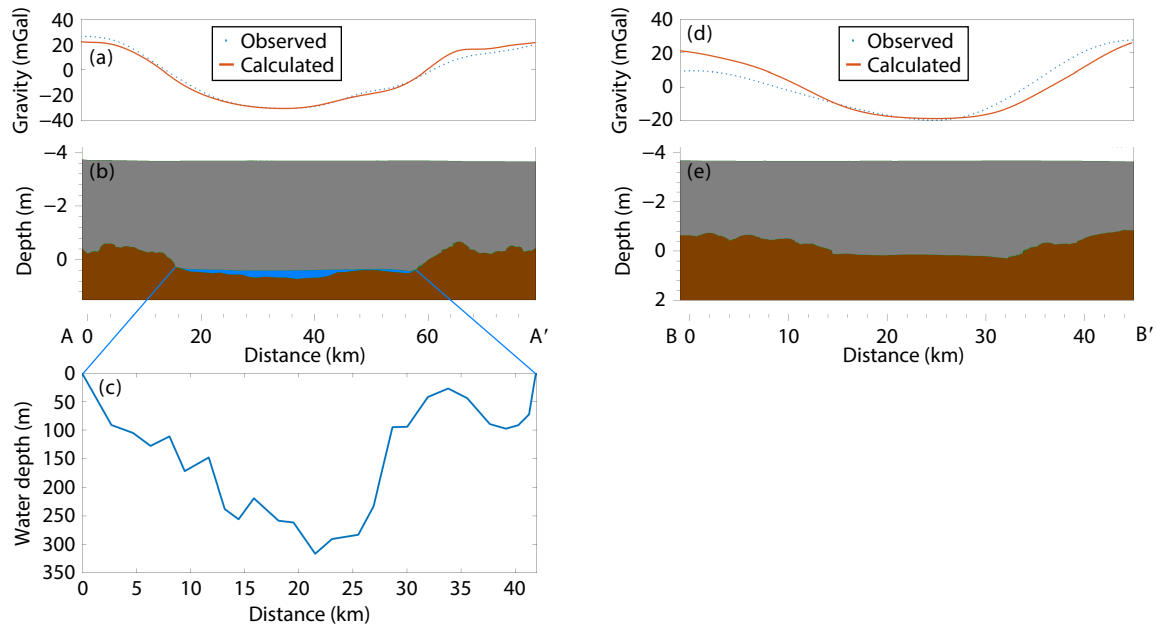 40
20
0
−20
−40
Gravity (mGal)
(a)
Observed
Calculated
−4
−2
0
Depth (m)
(b)
A 0 20 40 60 A′
Distance (km)
0
50
100
150
200
250
300
350
Water depth (m)
(c)
0 5 10 15 20 25 30 35 40
Distance (km)
40
20
0
−20
Gravity (mGal)
(d)
Observed
Calculated
−4
−2
0
2
Depth (m)
(e)
B 0 10 20 30 40 B′
Distance (km)